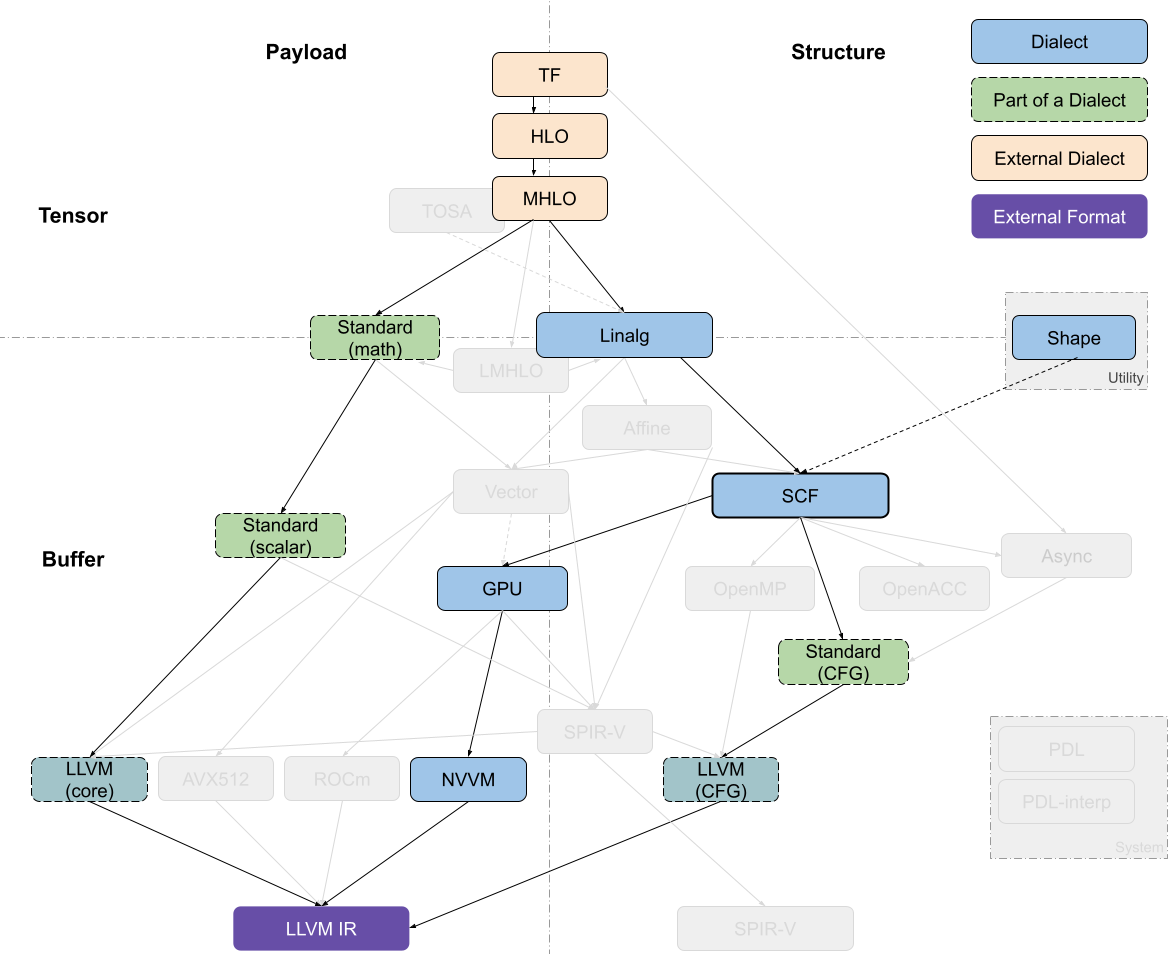 Payload
Structure
Dialect
TF
Part of a Dialect
HLO
External Dialect
MHLO
TOSA
Tensor
External Format
Standard
(math)
Linalg
Shape
Utility
LMHLO
Affine
Vector
SCF
Standard
(scalar)
Buffer
Async
GPU
OpenMP
OpenACC
Standard
(CFG)
SPIR-V
PDL
LLVM
(core)
AVX512
ROCm
NVVM
LLVM
(CFG)
PDL-interp
System
LLVM IR
SPIR-V